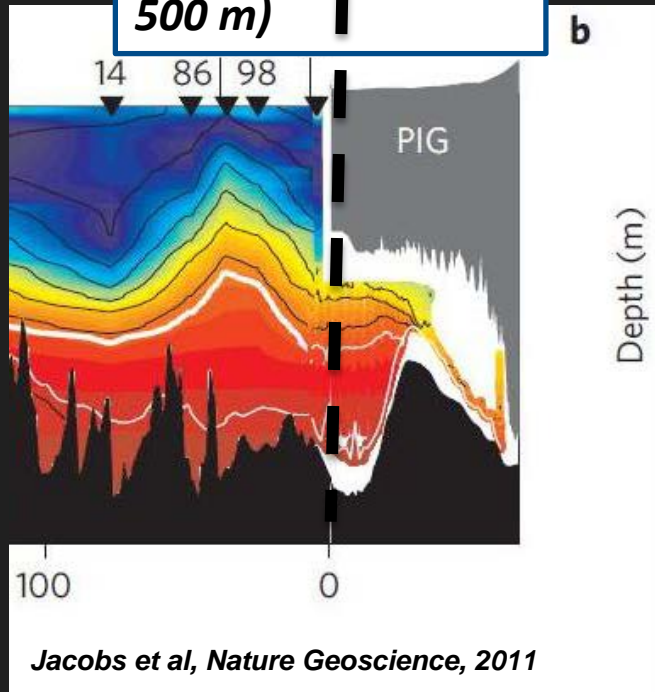 500 m)
b
14 86 98
PIG
Depth (m)
100 0
Jacobs et al, Nature Geoscience, 2011